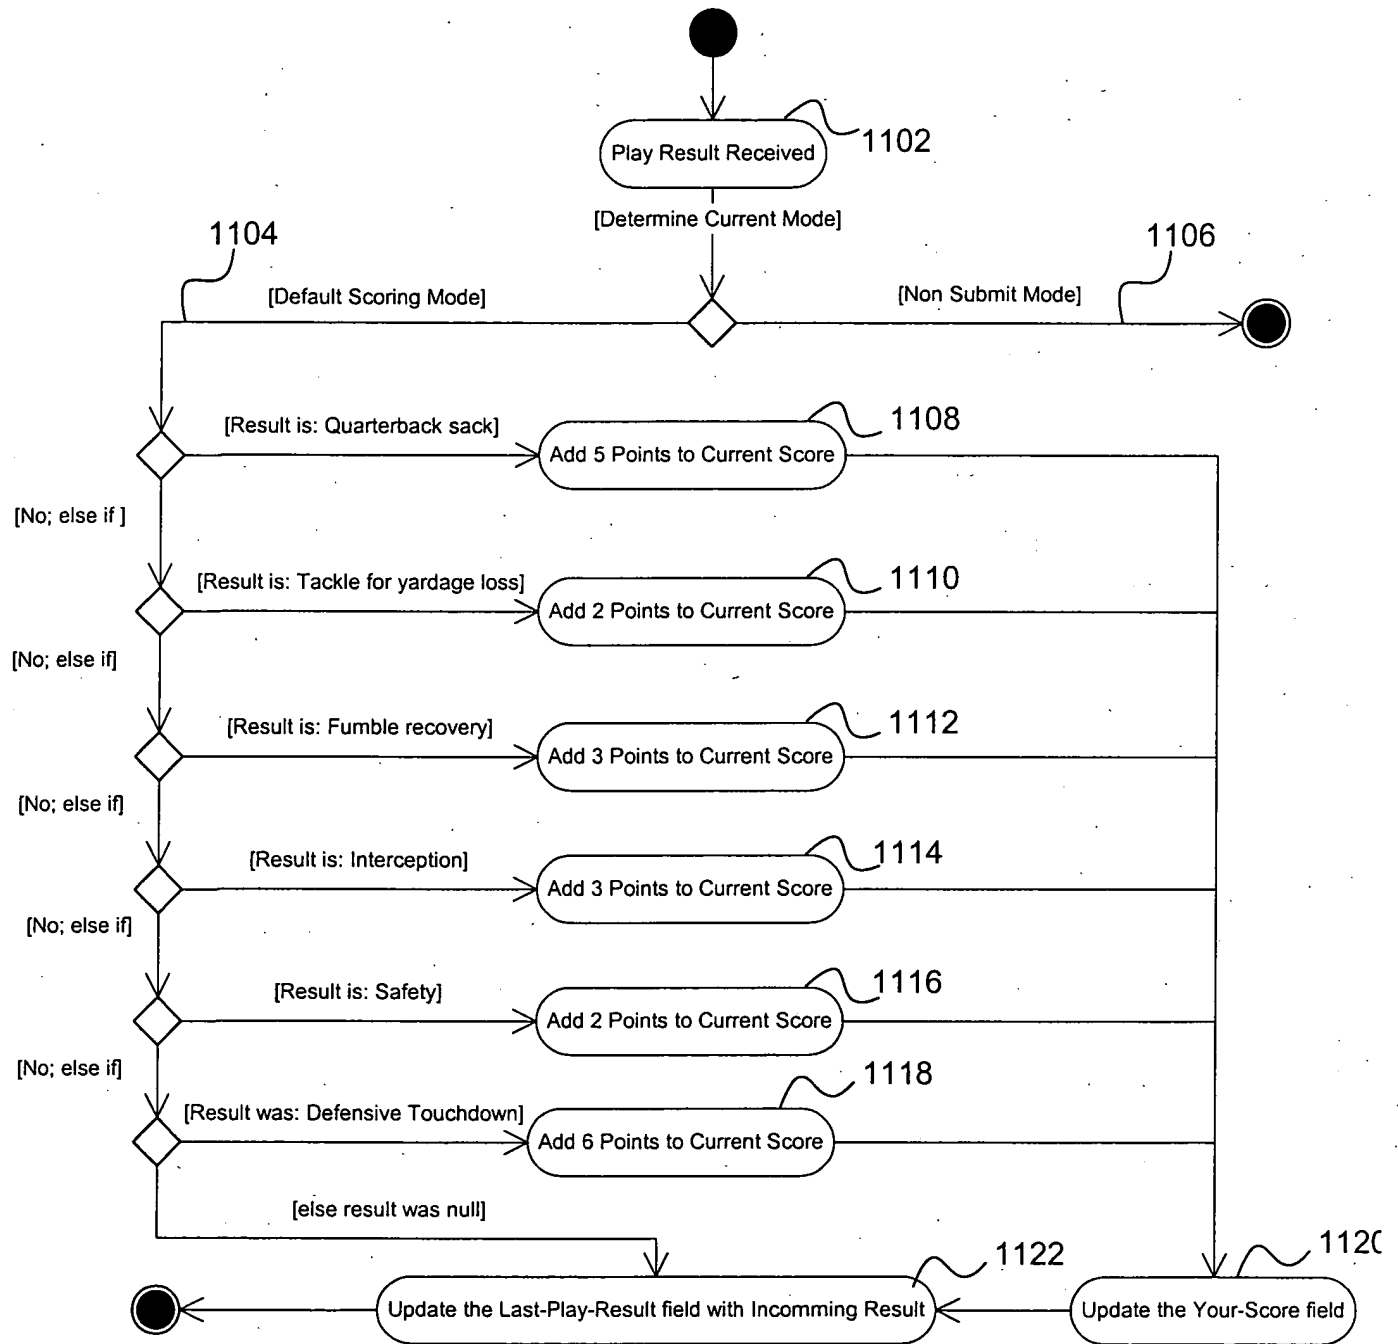 Play Result Received
1102
[Determine Current Mode]
1104
1106
[Default Scoring Mode]
[Non Submit Mode]
[Result is: Quarterback sack]
Add 5 Points to Current Score
1108
[No; else if ]
[Result is: Tackle for yardage loss]
Add 2 Points to Current Score
1110
[No; else if]
[Result is: Fumble recovery]
Add 3 Points to Current Score
1112
[No; else if]
[Result is: Interception]
Add 3 Points to Current Score
1114
[No; else if]
[Result is: Safety]
Add 2 Points to Current Score
1116
[No; else if]
[Result was: Defensive Touchdown]
Add 6 Points to Current Score
1118
[else result was null]
1122
1120
Update the Last-Play-Result field with Incomming Result
Update the Your-Score field